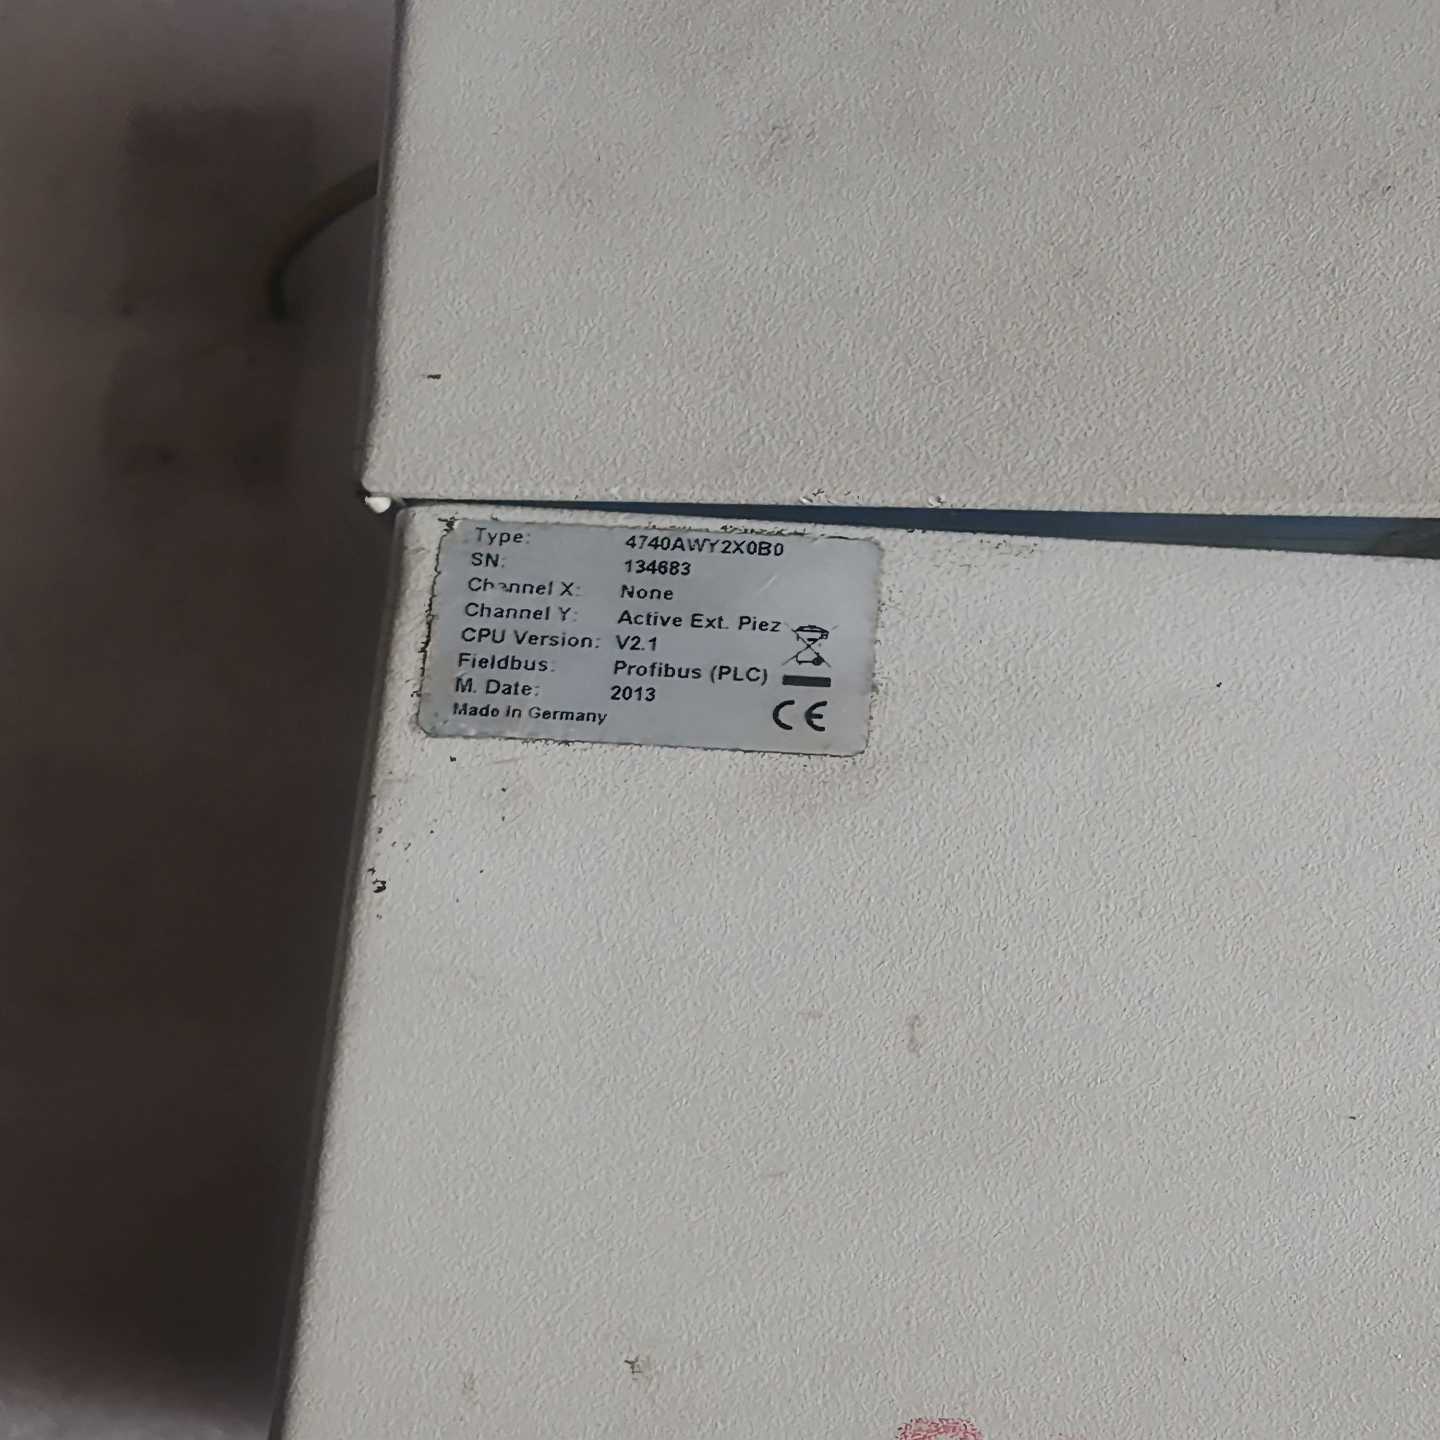 Type: 4740AWY2X0B0
SN: 134683
Channel X: None
Channel Y: Active Ext. Piez
CPU Version: V2.1
Fieldbus: Profibus (PLC)
M. Date: 2013
Made in Germany
CE